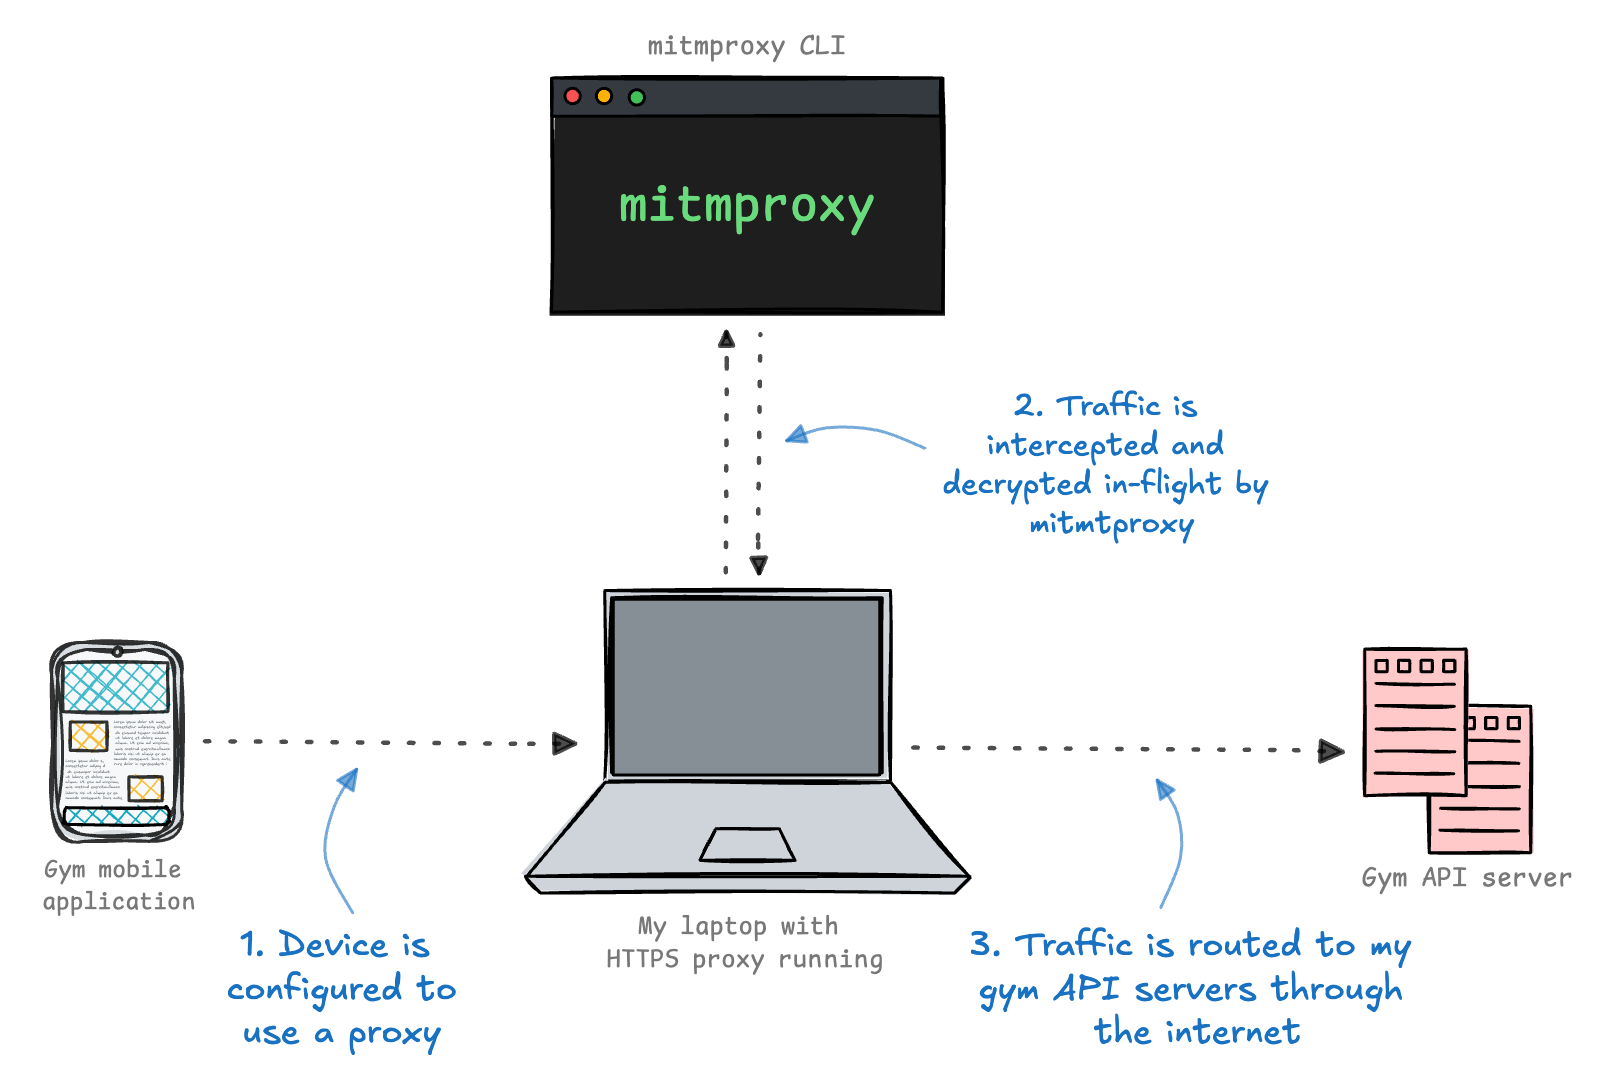 mitmproxy CLI
mitmproxy
2. Traffic is
intercepted and
decrypted in-flight by
mitmtproxy
Gym mobile
application
1. Device is
configured to
use a proxy
My laptop with
HTTPS proxy running
Gym API server
3. Traffic is routed to my
gym API servers through
the internet